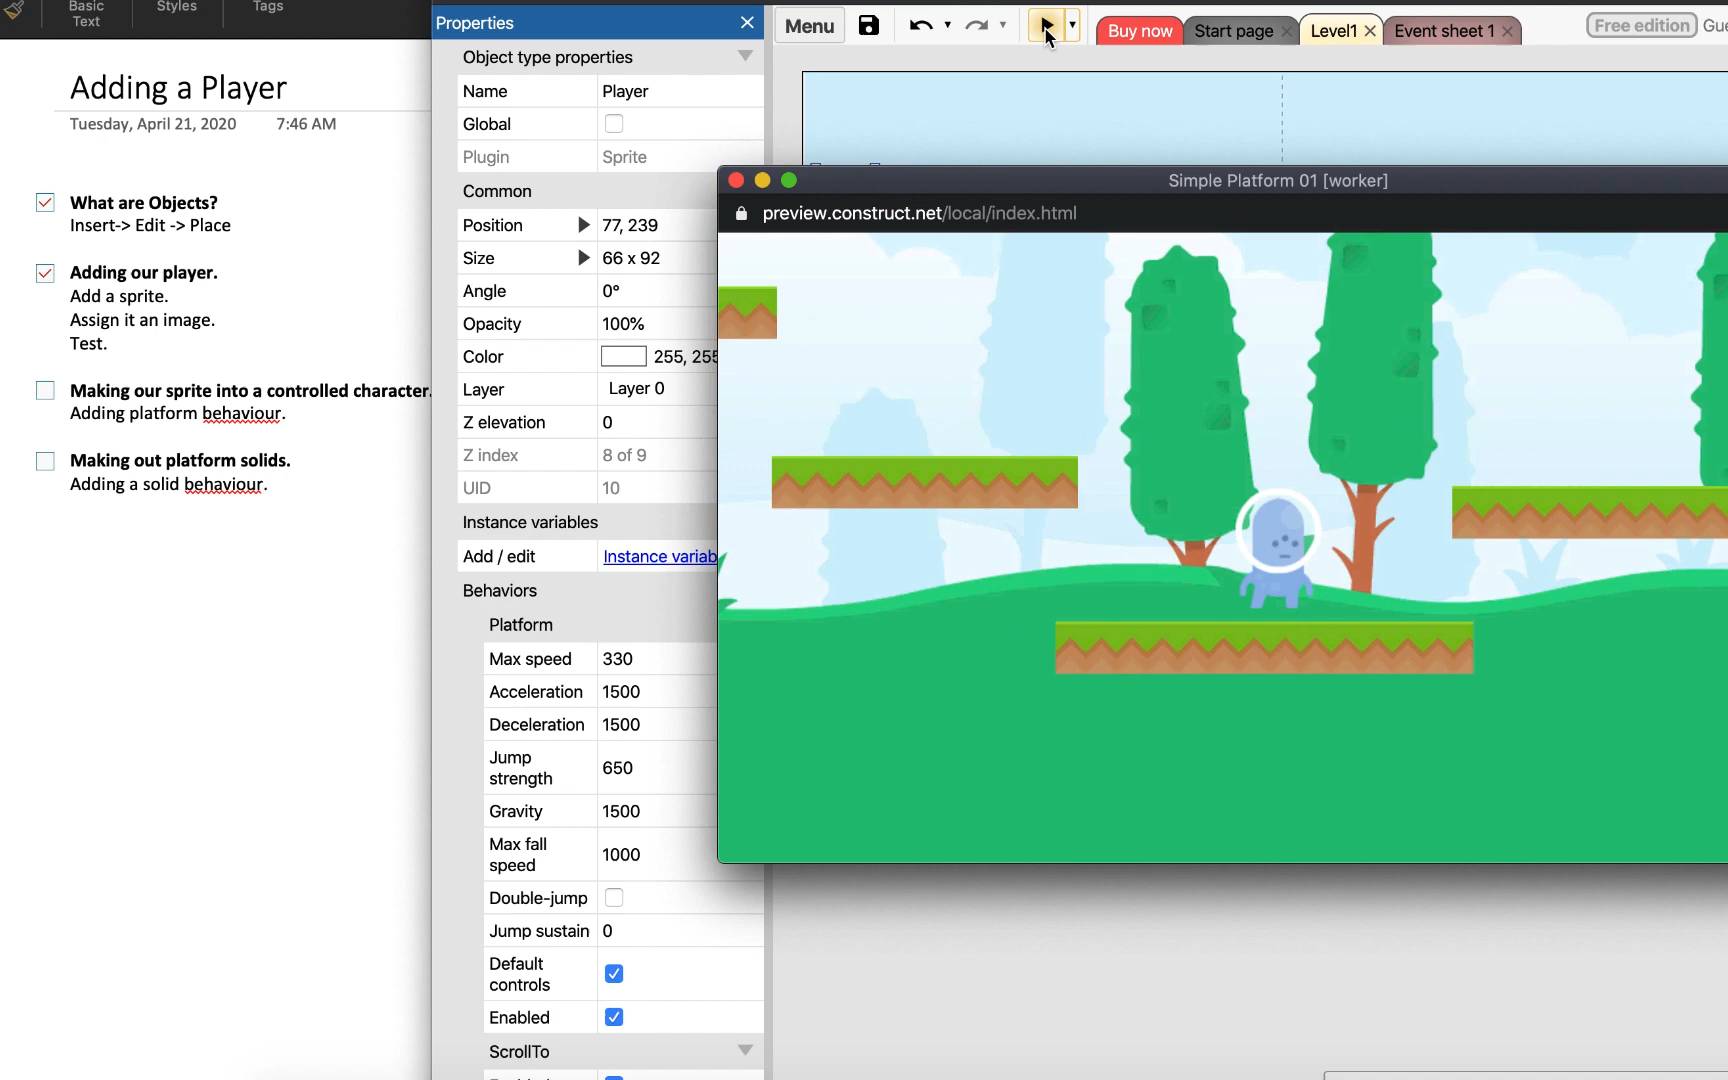 Basic
Text
Styles
Tags
Adding a Player
Tuesday, April 21, 2020 7:46 AM
What are Objects?
Insert-> Edit -> Place
Adding our player.
Add a sprite.
Assign it an image.
Test.
Making our sprite into a controlled character.
Adding platform behaviour.
Making out platform solids.
Adding a solid behaviour.
Properties
Object type properties
Name Player
Global
Plugin Sprite
Common
Position 77, 239
Size 66 x 92
Angle 0°
Opacity 100%
Color 255, 255
Layer Layer 0
Z elevation 0
Z index 8 of 9
UID 10
Instance variables
Add / edit Instance variab
Behaviors
Platform
Max speed 330
Acceleration 1500
Deceleration 1500
Jump
strength 650
Gravity 1500
Max fall
speed 1000
Double-jump
Jump sustain 0
Default
controls
Enabled
ScrollTo
Menu
Buy now Start page Level1 Event sheet 1
Free edition Gue
Simple Platform 01 [worker]
preview.construct.net/local/index.html